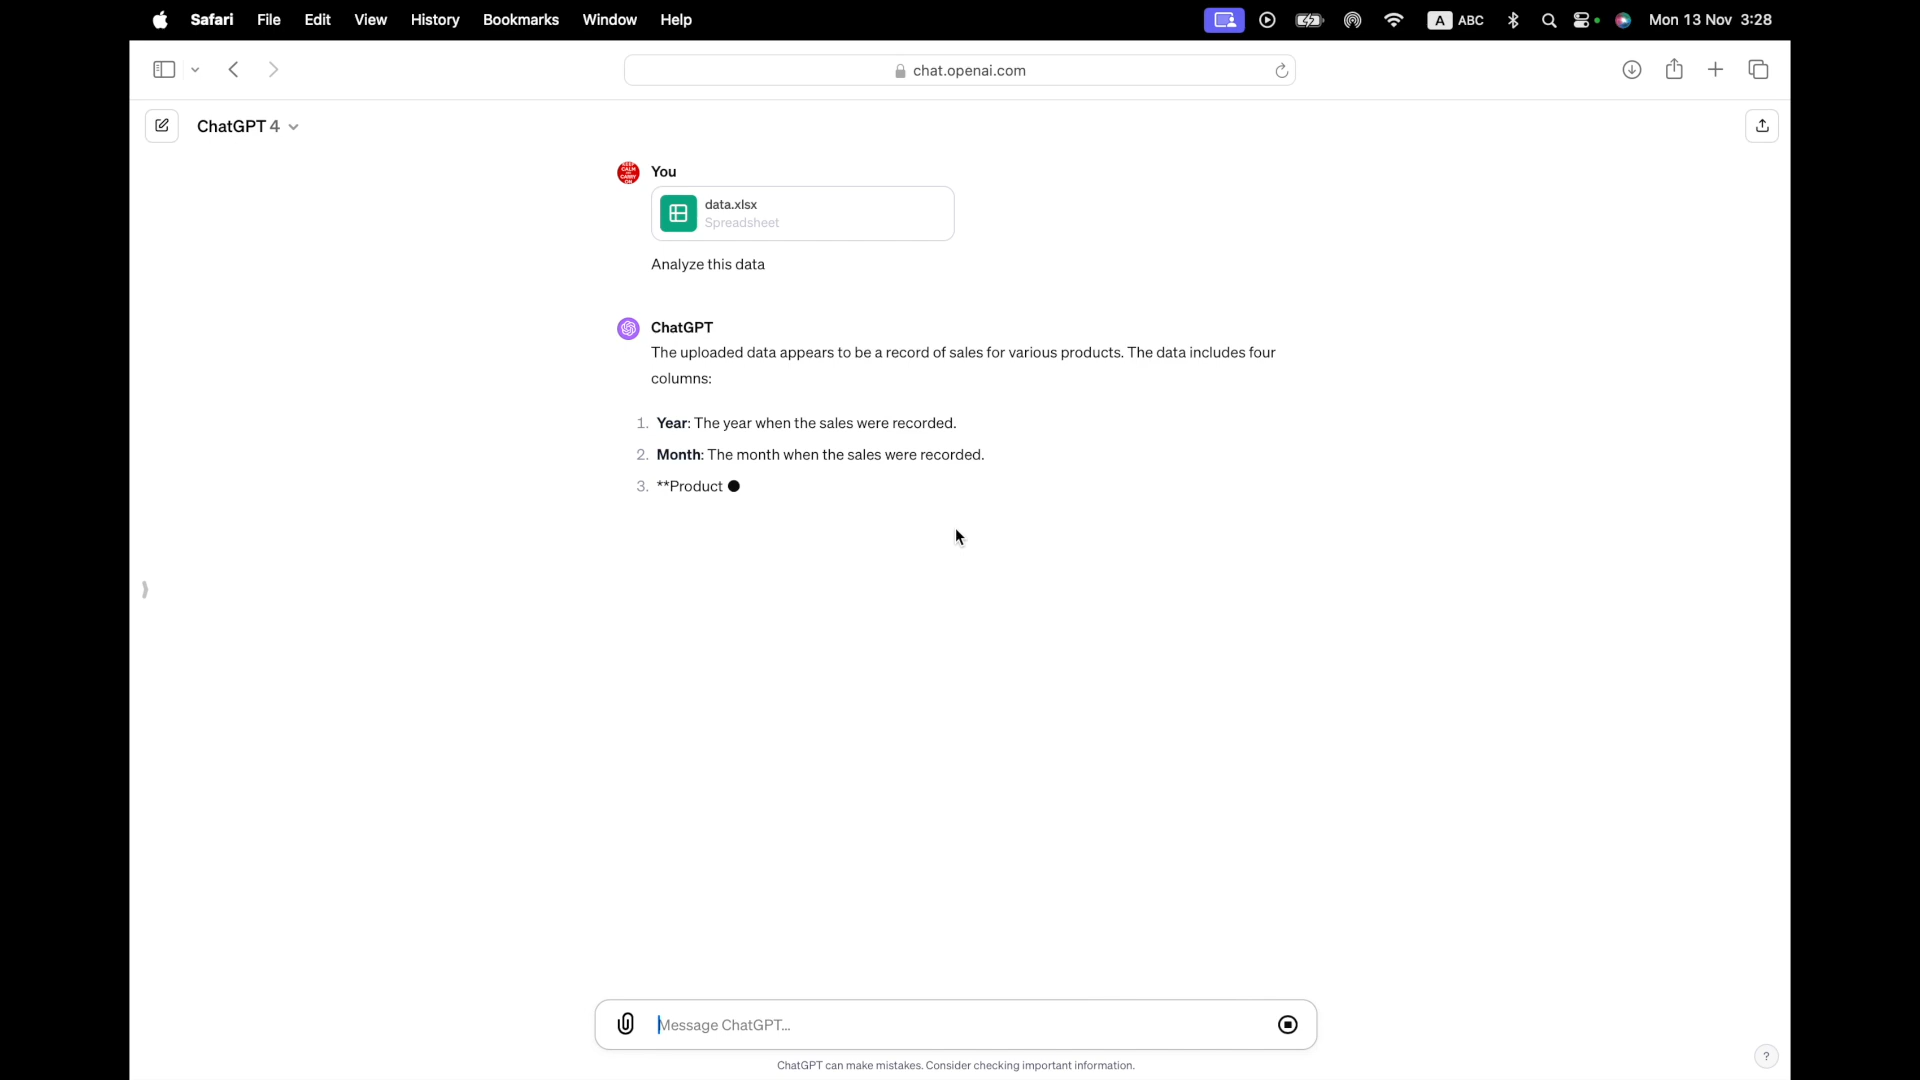 Safari File Edit View History Bookmarks Window Help A ABC Mon 13 Nov 3:28
chat.openai.com
ChatGPT 4
You
data.xlsx
Spreadsheet
Analyze this data
ChatGPT
The uploaded data appears to be a record of sales for various products. The data includes four
columns:
1. Year: The year when the sales were recorded.
2. Month: The month when the sales were recorded.
3. **Product
Message ChatGPT...
ChatGPT can make mistakes. Consider checking important information.
?